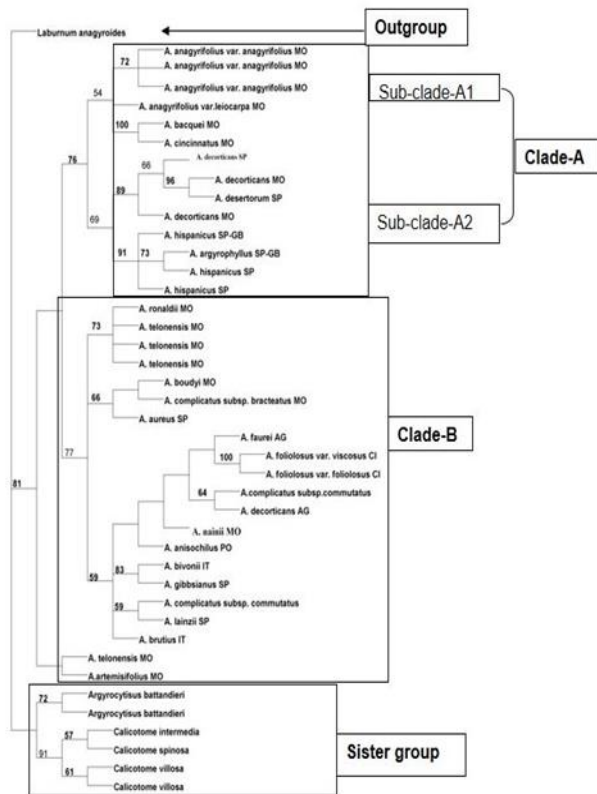 Laburnum anagyroides
Outgroup
A. anagyrifolius var. anagyrifolius MO
A. anagyrifolius var. anagyrifolius MO
72
A. anagyrifolius var. anagyrifolius MO
Sub-clade-A1
54
A. anagyrifolius var.leiocarpa MO
A. bacquei MO
100
A. cincinnatus MO
Clade-A
76
A. decorticans SP
66
96
A. decorticans MO
89
A. desertorum SP
A. decorticans MO
69
Sub-clade-A2
A. hispanicus SP-GB
91
73
A. argyrophyllus SP-GB
A. hispanicus SP
A. hispanicus SP
A. ronaldii MO
73
A. telonensis MO
A. telonensis MO
A. telonensis MO
A. boudyi MO
66
A. complicatus subsp. bracteatus MO
A. aureus SP
Clade-B
A. faurei AG
77
100
A. foliolosus var. viscosus CI
A. foliolosus var. foliolosus CI
81
64
A.complicatus subsp.commutatus
A. decorticans AG
A. nainii MO
A. anisochilus PO
83
A. bivonii IT
59
A. gibbsianus SP
59
A. complicatus subsp. commutatus
A. lainzii SP
A. brutius IT
A. telonensis MO
A.artemisifolius MO
72
Argyrocytisus battandieri
Argyrocytisus battandieri
57
Calicotome intermedia
91
Calicotome spinosa
Sister group
61
Calicotome villosa
Calicotome villosa